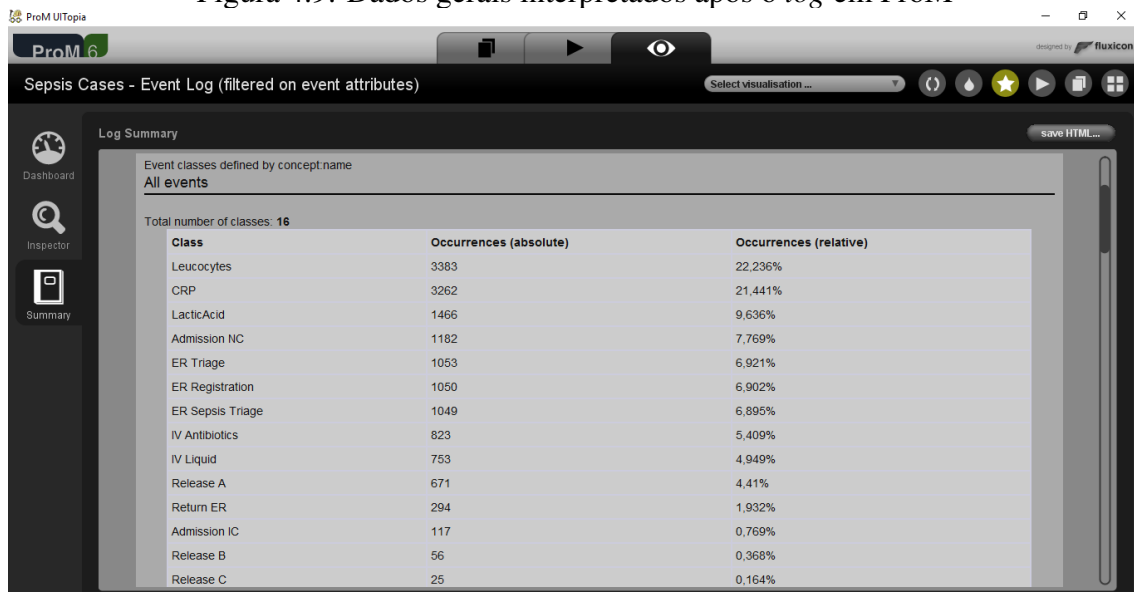 Figura 4.9: Dados gerais interpretados após o log em ProM
ProM UITopia
ProM 6
designed by fluxicon
Sepsis Cases - Event Log (filtered on event attributes)
Select visualisation ...
Log Summary
save HTML...
Dashboard
Inspector
Summary
Event classes defined by concept:name
All events
Total number of classes: 16
Class Occurrences (absolute) Occurrences (relative)
Leucocytes 3383 22,236%
CRP 3262 21,441%
LacticAcid 1466 9,636%
Admission NC 1182 7,769%
ER Triage 1053 6,921%
ER Registration 1050 6,902%
ER Sepsis Triage 1049 6,895%
IV Antibiotics 823 5,409%
IV Liquid 753 4,949%
Release A 671 4,41%
Return ER 294 1,932%
Admission IC 117 0,769%
Release B 56 0,368%
Release C 25 0,164%